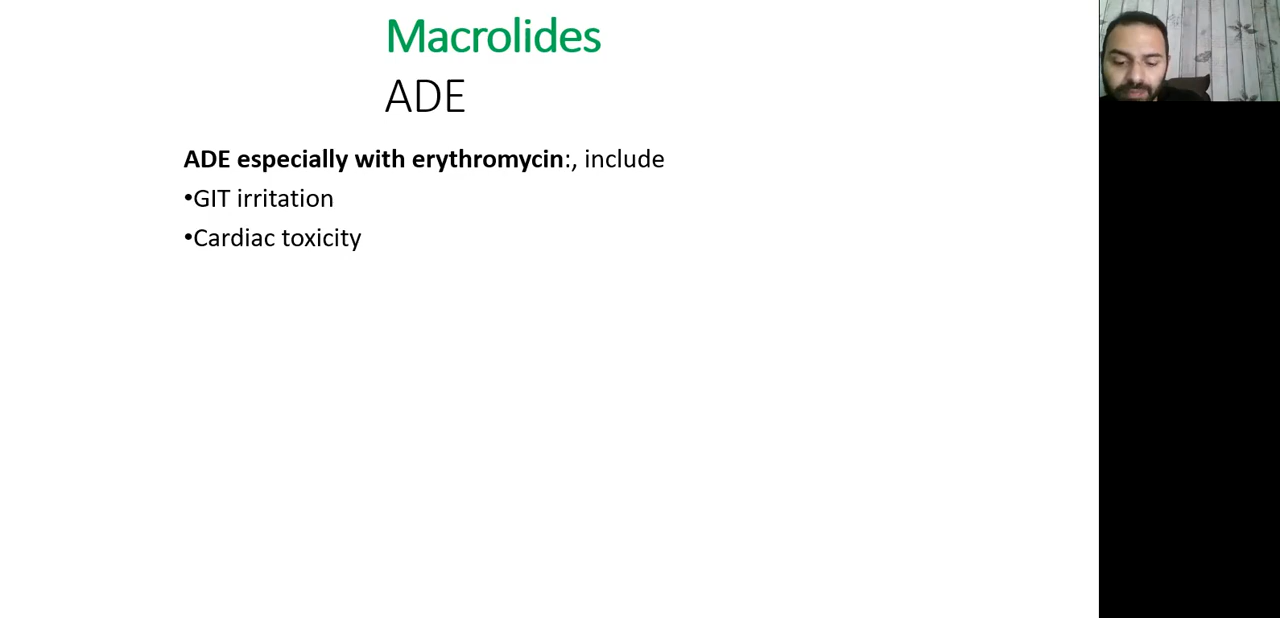 Macrolides
ADE
ADE especially with erythromycin:, include
•GIT irritation
•Cardiac toxicity